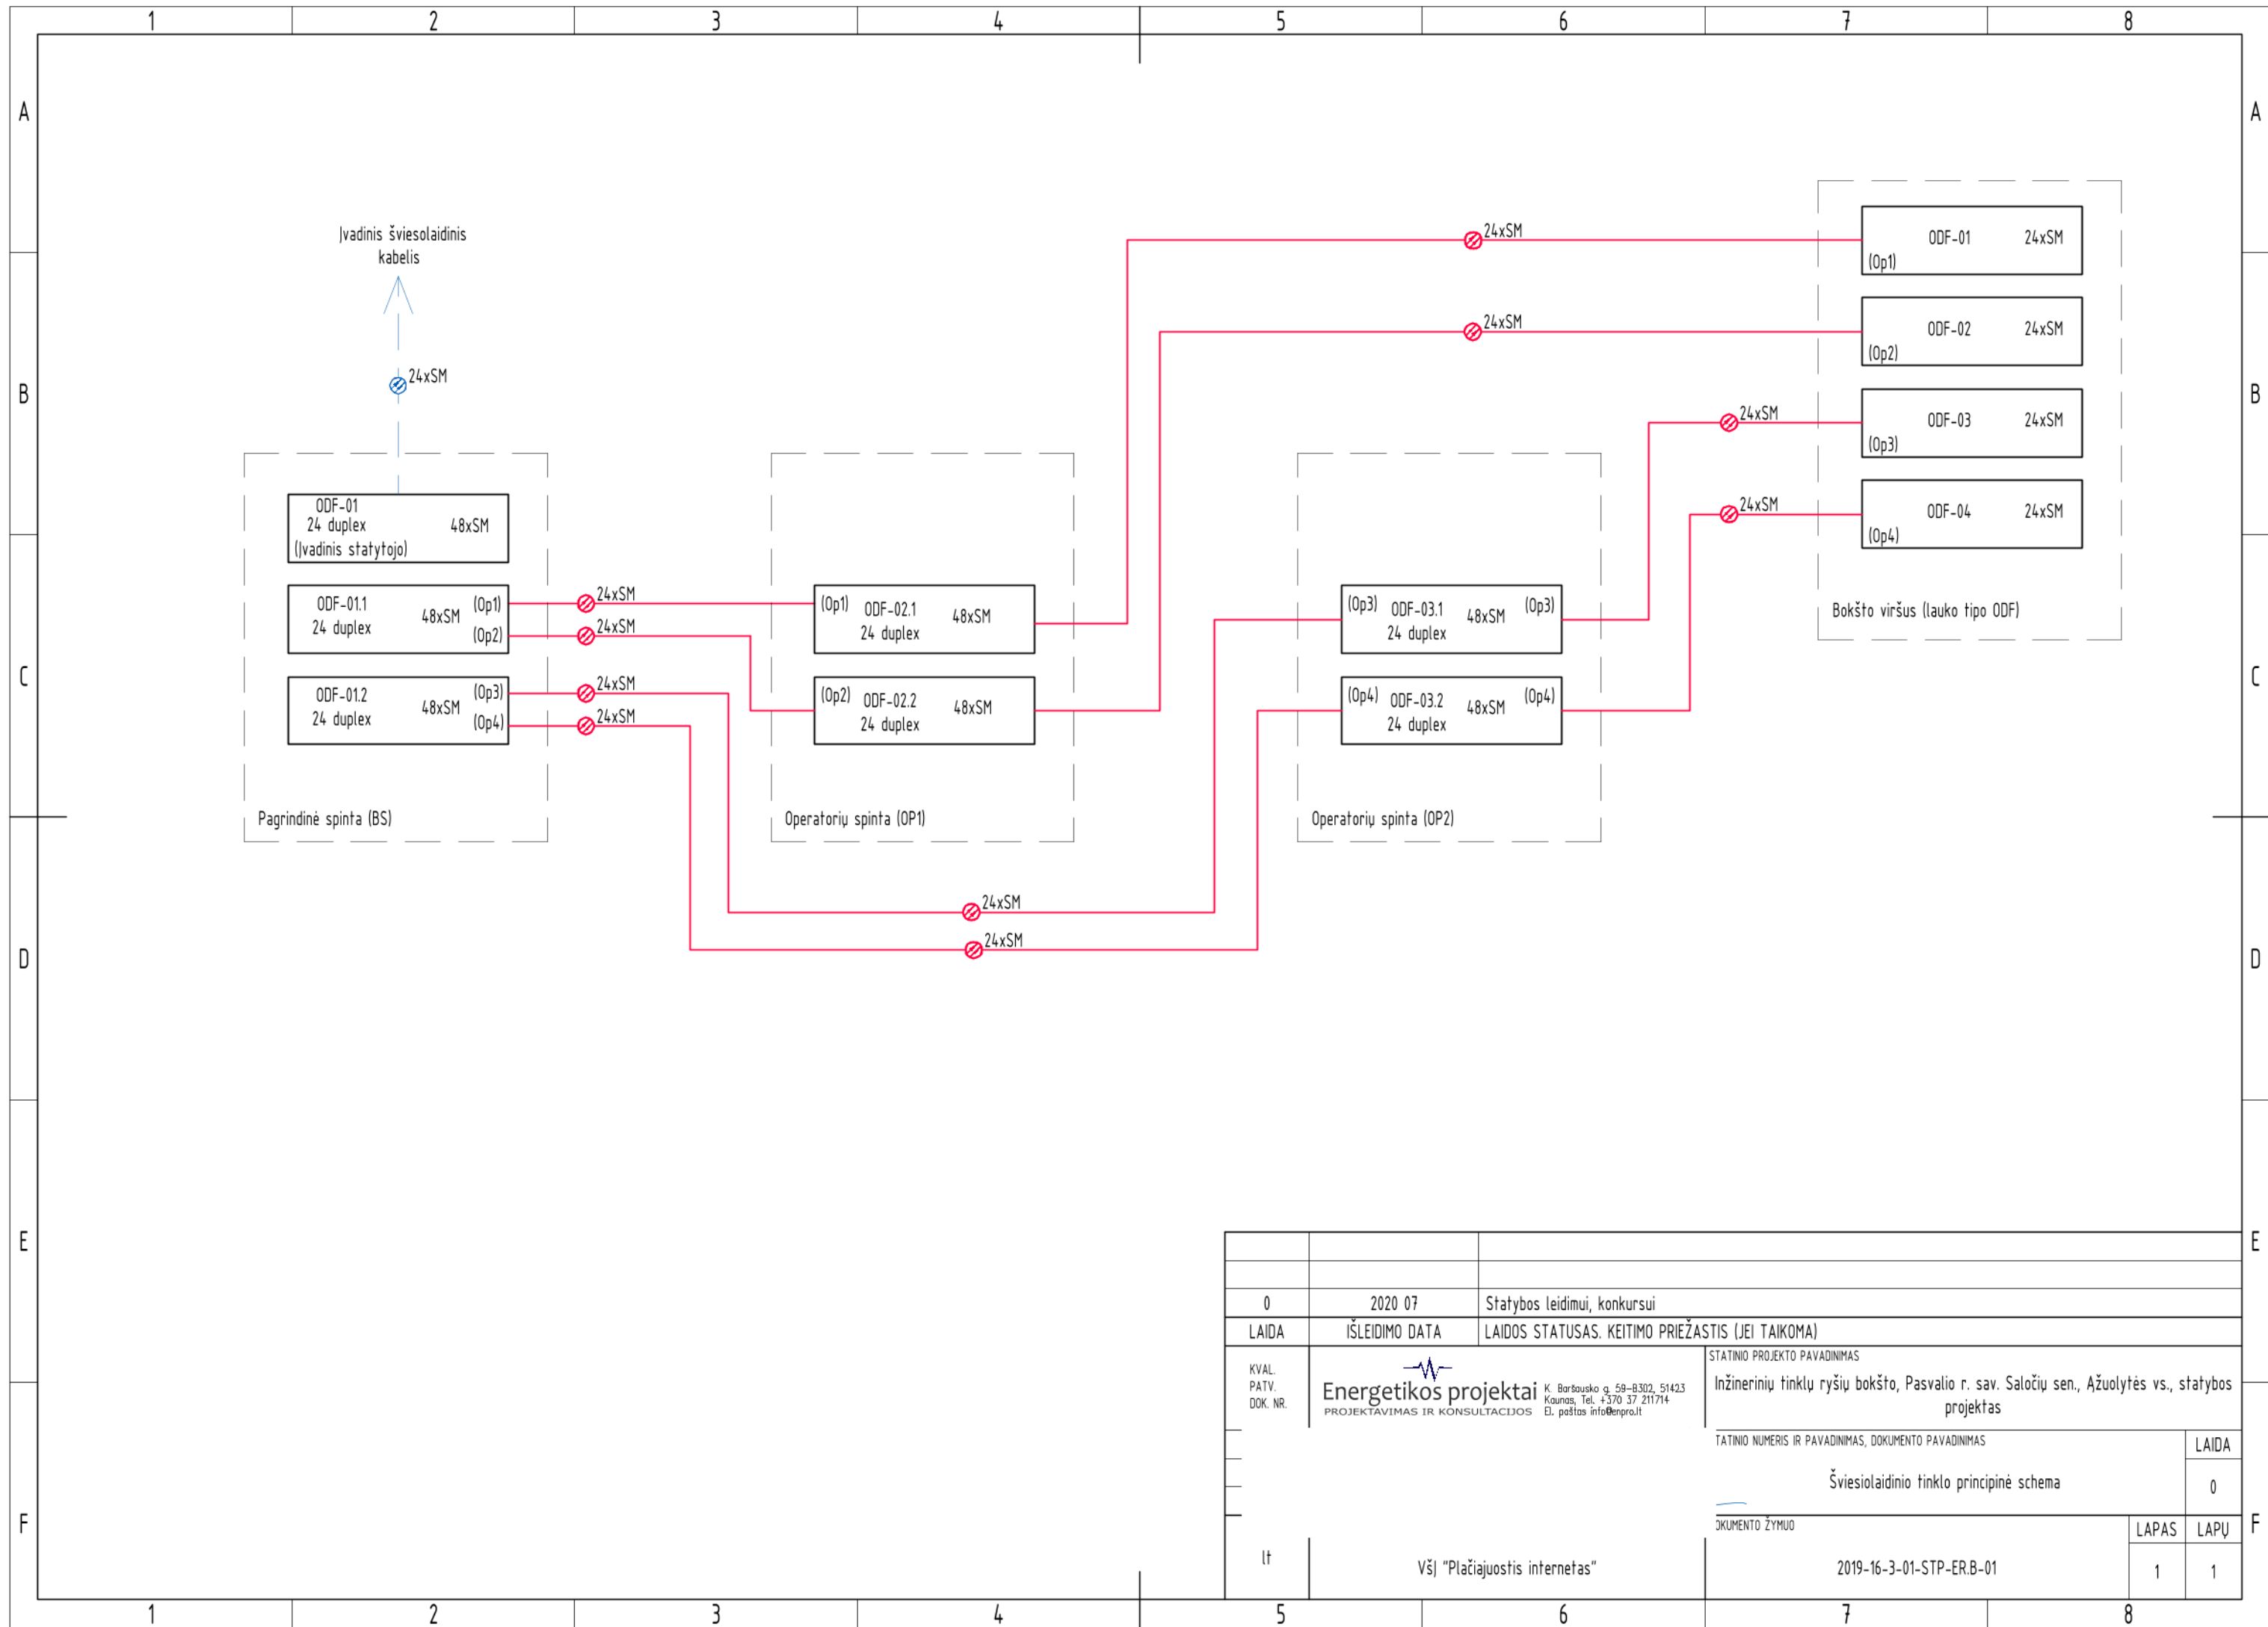 1 2 3 4 5 6 7 8
A A
Įvadinis šviesolaidinis
kabelis
24xSM
B B
24xSM
24xSM
24xSM
24xSM
ODF-01 24xSM
(Op1)
ODF-02 24xSM
(Op2)
ODF-03 24xSM
(Op3)
ODF-04 24xSM
(Op4)
Bokšto viršus (lauko tipo ODF)
ODF-01
24 duplex 48xSM
(Įvadinis statytojo)
ODF-01.1 48xSM (Op1)
24 duplex (Op2)
ODF-01.2 48xSM (Op3)
24 duplex (Op4)
Pagrindinė spinta (BS)
24xSM
24xSM
24xSM
24xSM
C C
(Op1) ODF-02.1 48xSM
24 duplex
(Op2) ODF-02.2 48xSM
24 duplex
Operatorių spinta (OP1)
(Op3) ODF-03.1 48xSM (Op3)
24 duplex
(Op4) ODF-03.2 48xSM (Op4)
24 duplex
Operatorių spinta (OP2)
24xSM
24xSM
D D
E E
0 2020 07 Statybos leidimui, konkursui
LAIDA IŠLEIDIMO DATA LAIDOS STATUSAS. KEITIMO PRIEŽASTIS (JEI TAIKOMA)
KVAL.
PATV.
DOK. NR.
Energetikos projektai
PROJEKTAVIMAS IR KONSULTACIJOS
K. Baršausko g. 59-B302, 51423
Kaunas, Tel. +370 37 211714
El. paštas info@enpro.lt
STATINIO PROJEKTO PAVADINIMAS
Inžinerinių tinklų ryšių bokšto, Pasvalio r. sav. Saločių sen., Ąžuolytės vs., statybos
projektas
TATINIO NUMERIS IR PAVADINIMAS, DOKUMENTO PAVADINIMAS LAIDA
Šviesiolaidinio tinklo principinė schema 0
F F
OKUMENTO ŽYMUO LAPAS LAPŲ
lt VšĮ "Plačiajuostis internetas" 2019-16-3-01-STP-ER.B-01 1 1
1 2 3 4 5 6 7 8